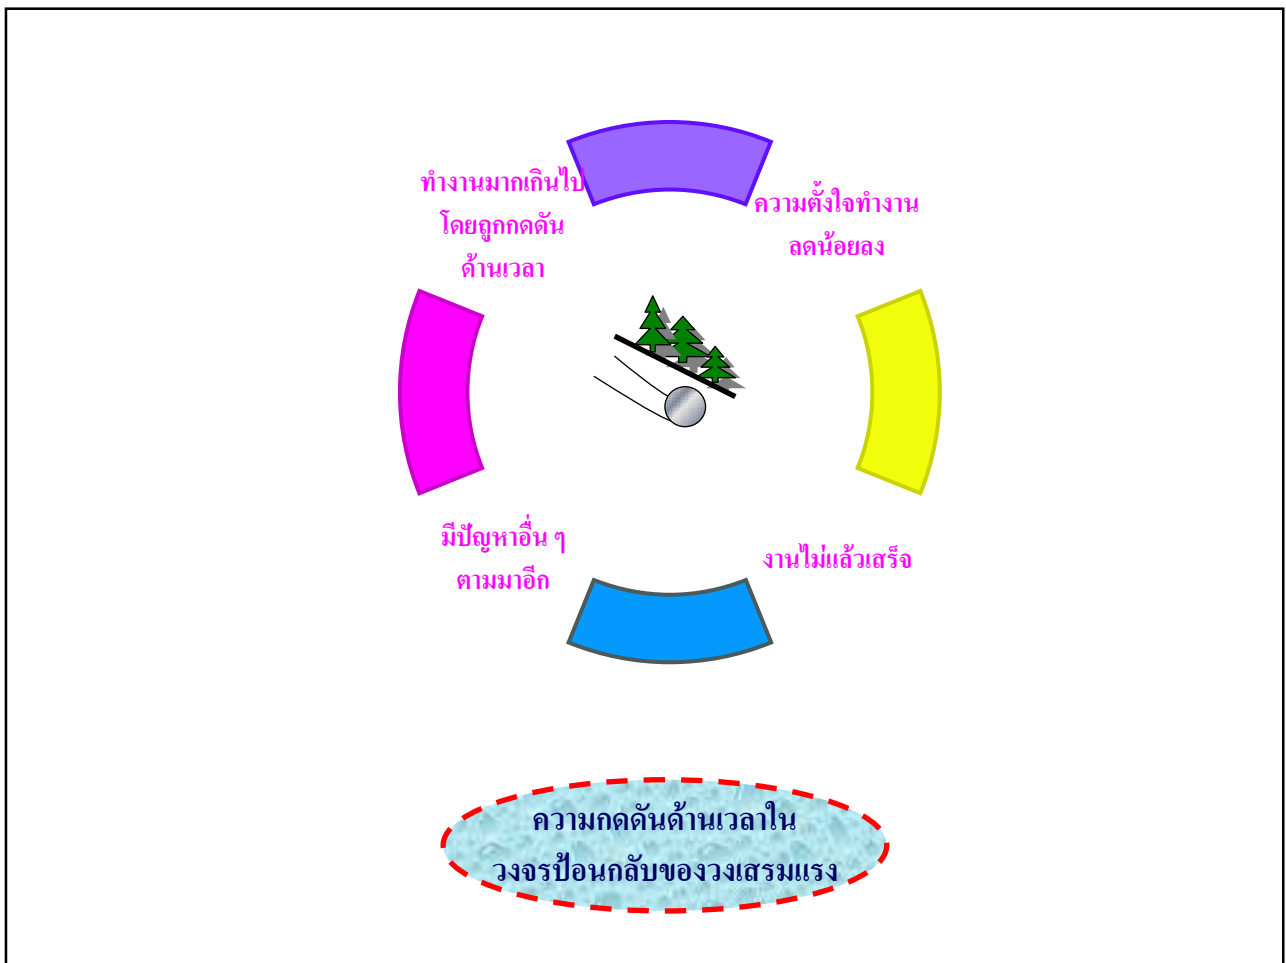 ทำงานมากเกินไป
โดยถูกกดดัน
ด้านเวลา
ความตั้งใจทำงาน
ลดน้อยลง
มีปัญหาอื่น ๆ
ตามมาอีก
งานไม่แล้วเสร็จ
ความกดดันด้านเวลาใน
วงจรป้อนกลับของวงเสรมแรง